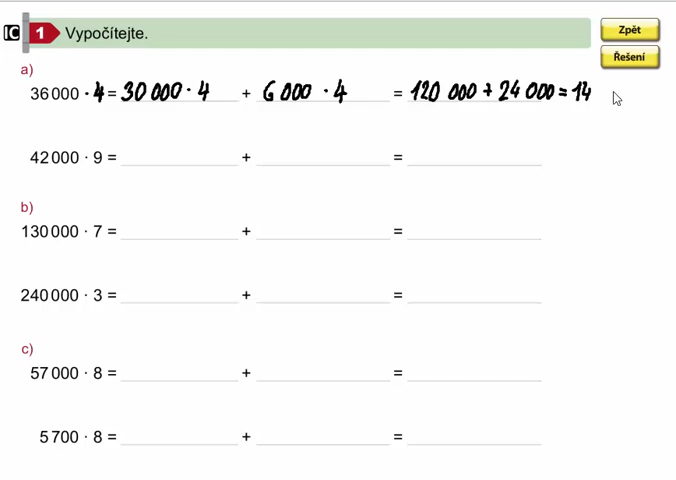 IC 1 Vypočítejte. Zpět
Řešení
a)
36 000 · 4 = 30 000 · 4 + 6 000 · 4 = 120 000 + 24 000 = 14
42 000 · 9 = + =
b)
130 000 · 7 = + =
240 000 · 3 = + =
c)
57 000 · 8 = + =
5 700 · 8 = + =